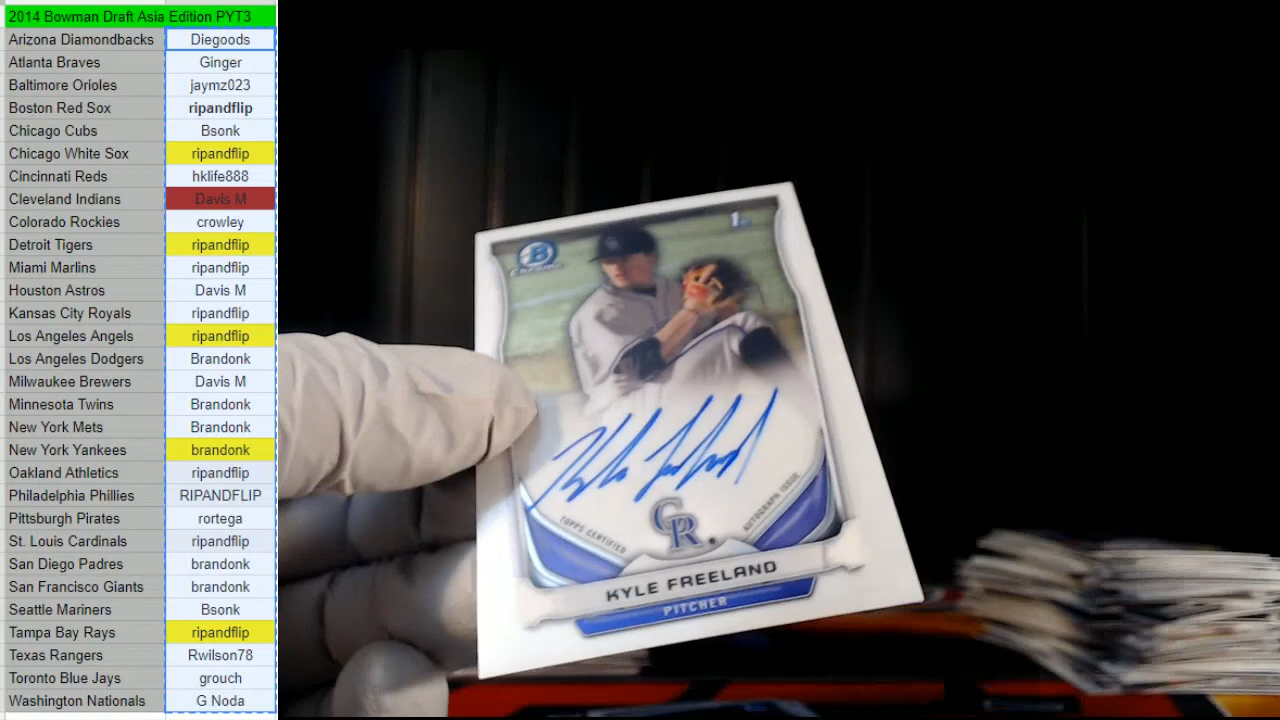 2014 Bowman Draft Asia Edition PYT3
Arizona Diamondbacks Diegoods
Atlanta Braves Ginger
Baltimore Orioles jaymz023
Boston Red Sox ripandflip
Chicago Cubs Bsonk
Chicago White Sox ripandflip
Cincinnati Reds hklife888
Cleveland Indians Davis M
Colorado Rockies crowley
Detroit Tigers ripandflip
Miami Marlins ripandflip
Houston Astros Davis M
Kansas City Royals ripandflip
Los Angeles Angels ripandflip
Los Angeles Dodgers Brandonk
Milwaukee Brewers Davis M
Minnesota Twins Brandonk
New York Mets Brandonk
New York Yankees brandonk
Oakland Athletics ripandflip
Philadelphia Phillies RIPANDFLIP
Pittsburgh Pirates rortega
St. Louis Cardinals ripandflip
San Diego Padres brandonk
San Francisco Giants brandonk
Seattle Mariners Bsonk
Tampa Bay Rays ripandflip
Texas Rangers Rwilson78
Toronto Blue Jays grouch
Washington Nationals G Noda
B
1st
CR
TOPPS CERTIFIED
AUTOGRAPH ISSUE
KYLE FREELAND
PITCHER